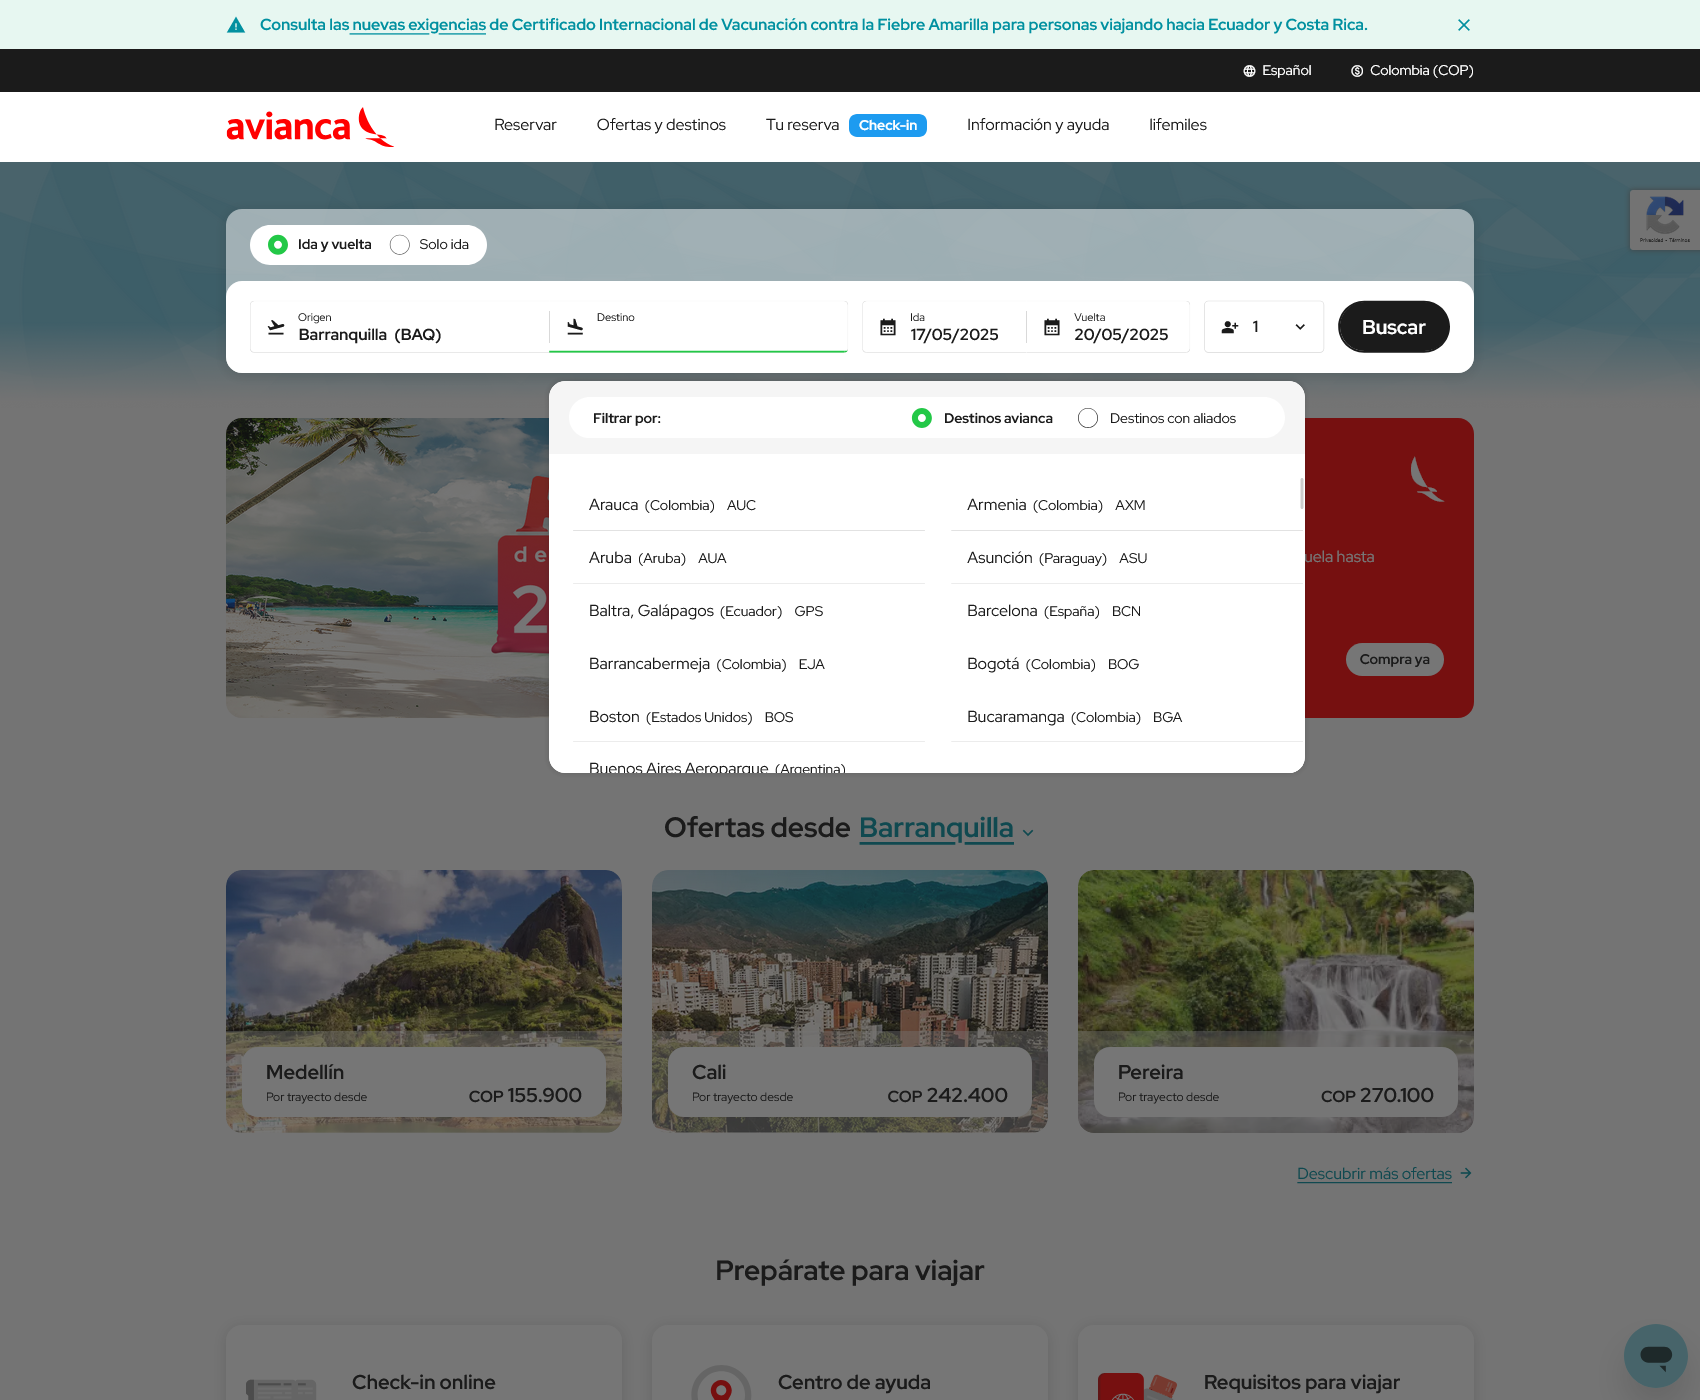 Consulta las nuevas exigencias de Certificado Internacional de Vacunación contra la Fiebre Amarilla para personas viajando hacia Ecuador y Costa Rica.
Español
Colombia (COP)
avianca
Reservar
Ofertas y destinos
Tu reserva Check-in
Información y ayuda
lifemiles
Privacidad - Términos
Ida y vuelta
Solo ida
Origen
Barranquilla (BAQ)
Destino
Ida
17/05/2025
Vuelta
20/05/2025
1
Buscar
Filtrar por:
Destinos avianca
Destinos con aliados
Arauca (Colombia) AUC
Armenia (Colombia) AXM
Aruba (Aruba) AUA
Asunción (Paraguay) ASU
Baltra, Galápagos (Ecuador) GPS
Barcelona (España) BCN
Barrancabermeja (Colombia) EJA
Bogotá (Colombia) BOG
Boston (Estados Unidos) BOS
Bucaramanga (Colombia) BGA
Buenos Aires Aeroparque (Argentina)
de
2
uela hasta
Compra ya
Ofertas desde Barranquilla
Medellín
Por trayecto desde
COP 155.900
Cali
Por trayecto desde
COP 242.400
Pereira
Por trayecto desde
COP 270.100
Descubrir más ofertas
Prepárate para viajar
Check-in online
Centro de ayuda
Requisitos para viajar